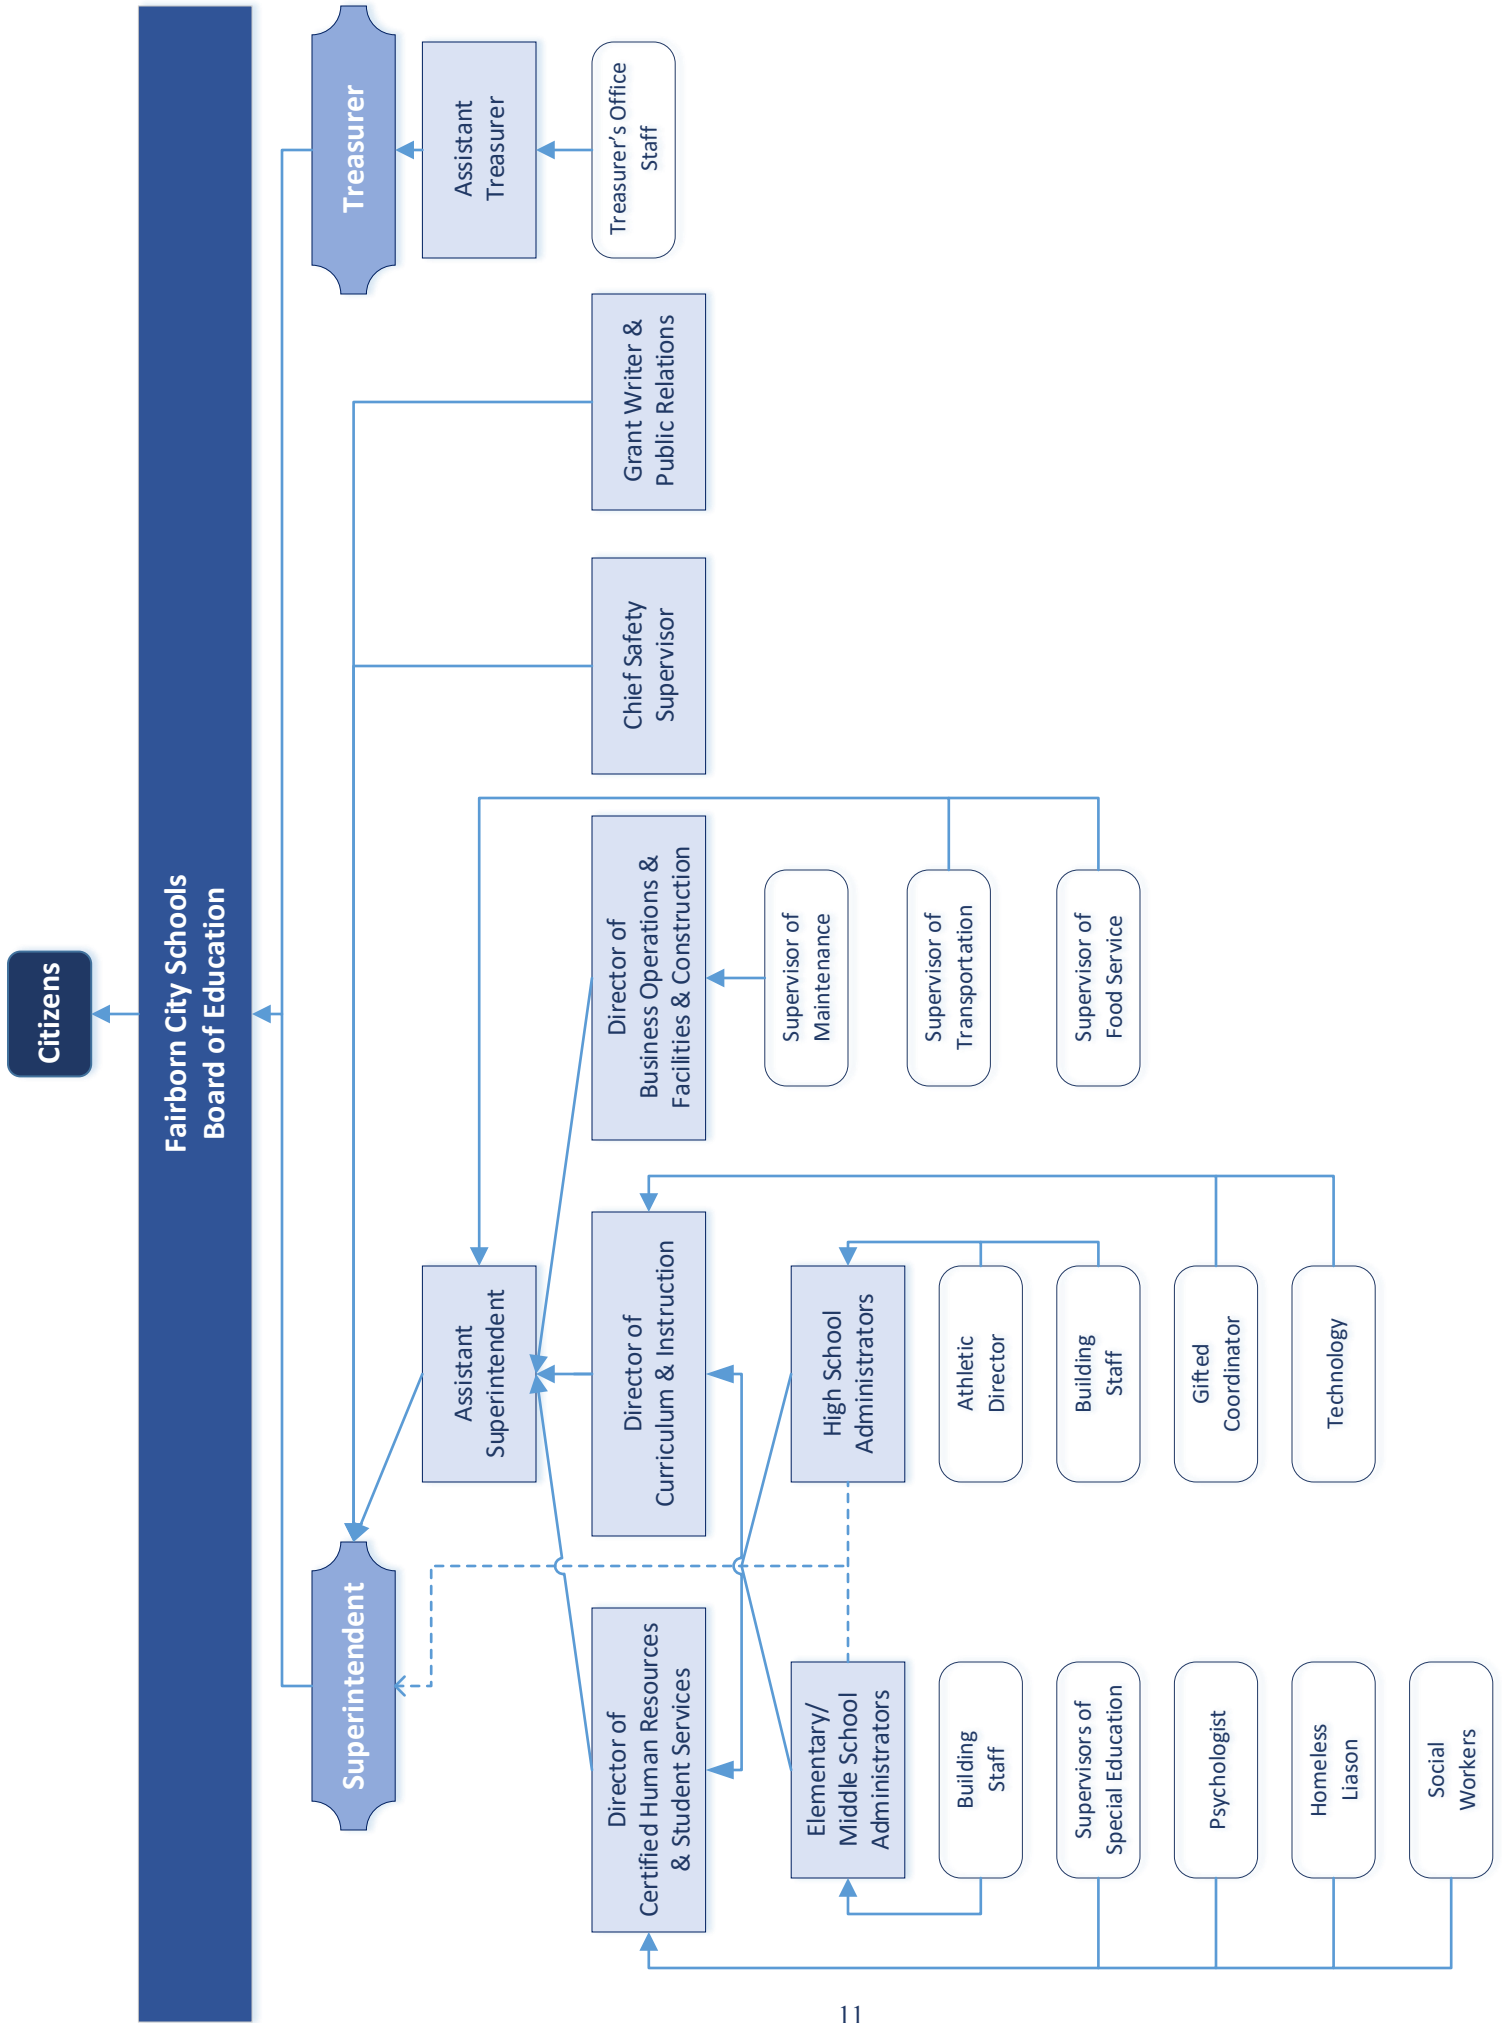 Citizens
Fairborn City Schools
Board of Education
Superintendent
Treasurer
Assistant
Superintendent
Assistant
Treasurer
Director of
Certified Human Resources
& Student Services
Director of
Curriculum & Instruction
Director of
Business Operations &
Facilities & Construction
Chief Safety
Supervisor
Grant Writer &
Public Relations
Treasurer's Office
Staff
Elementary/
Middle School
Administrators
High School
Administrators
Supervisor of
Maintenance
Building
Staff
Athletic
Director
Supervisor of
Transportation
Supervisors of
Special Education
Building
Staff
Supervisor of
Food Service
Psychologist
Gifted
Coordinator
Homeless
Liason
Technology
Social
Workers
11